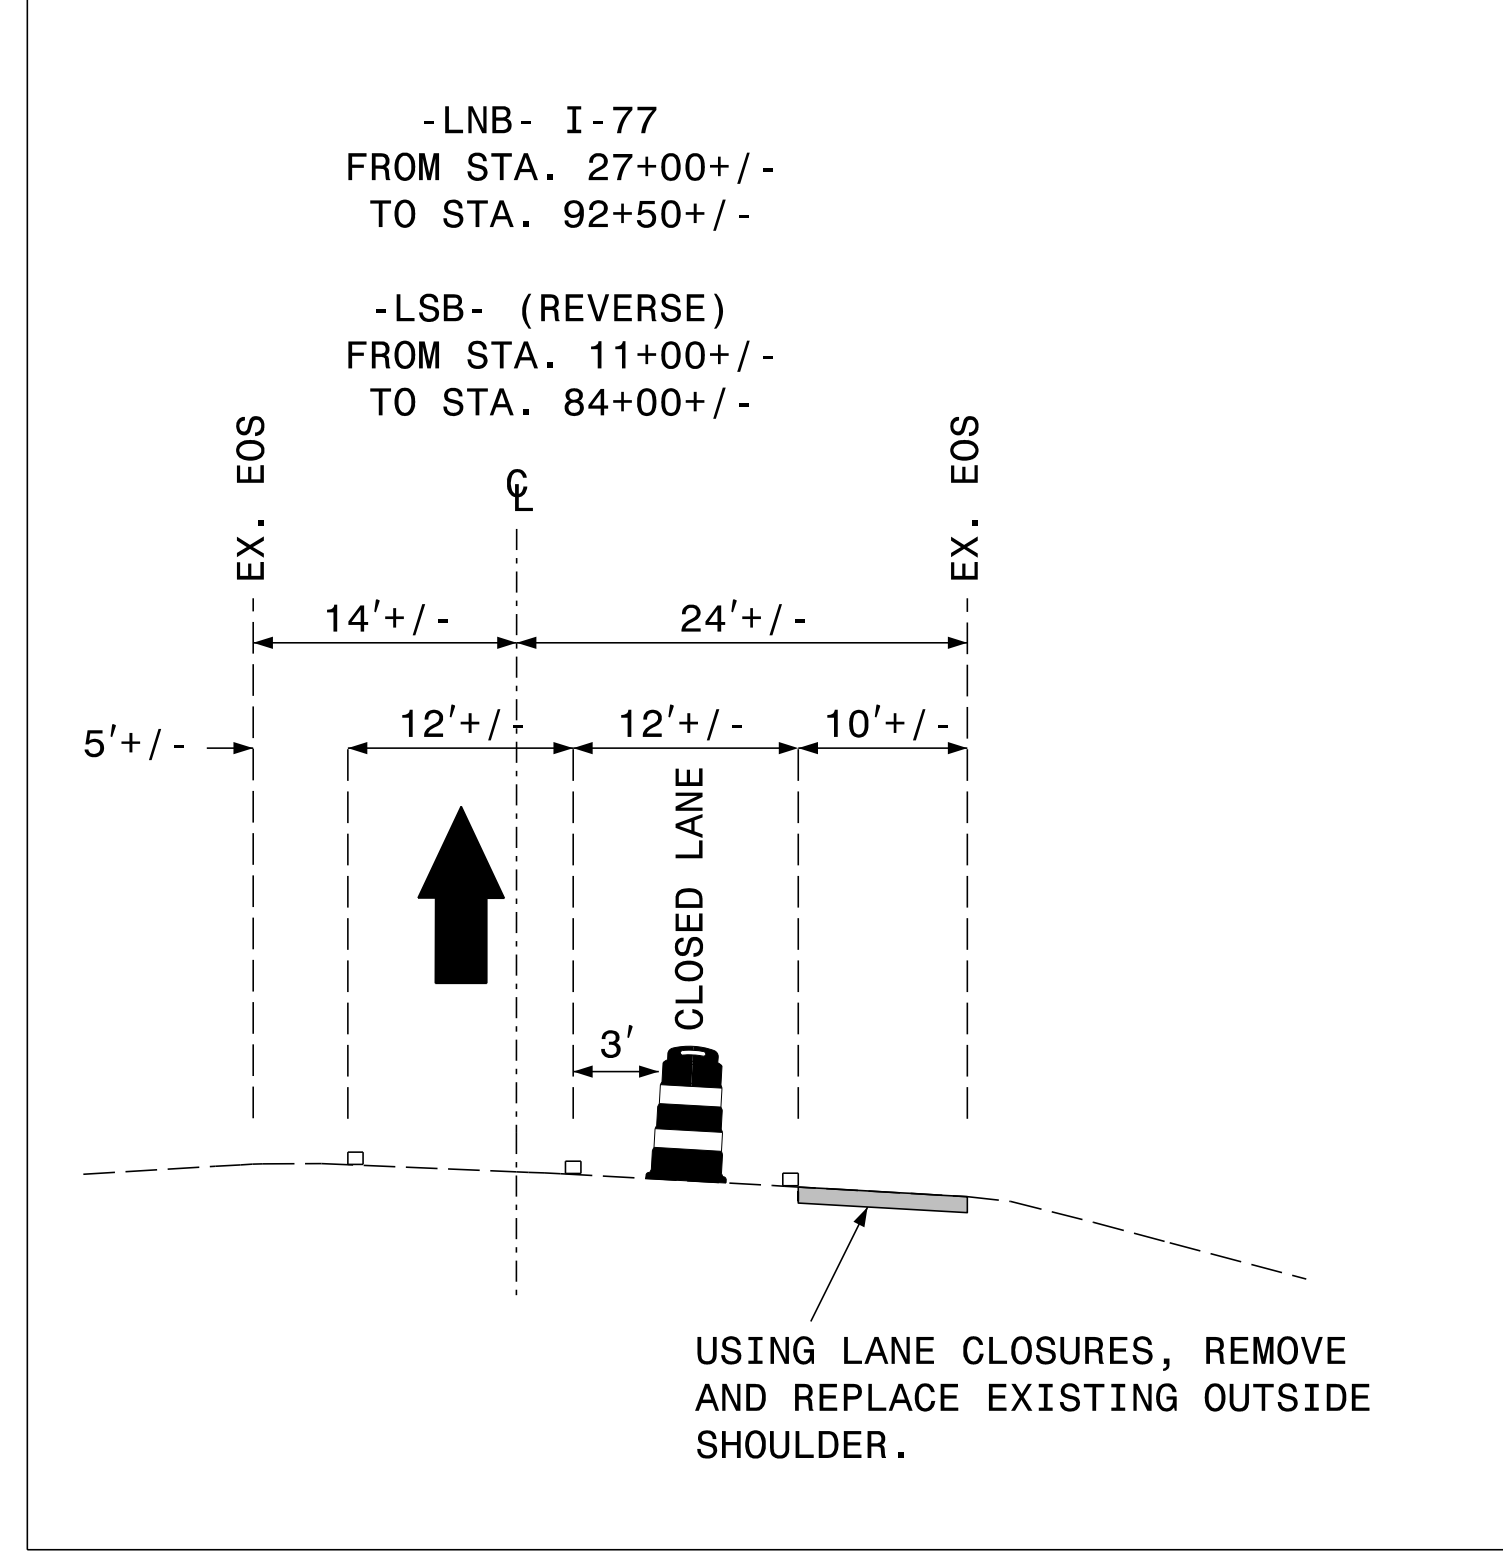 -LNB- I-77
FROM STA. 27+00+/-
TO STA. 92+50+/-
-LSB- (REVERSE)
FROM STA. 11+00+/-
TO STA. 84+00+/-
EX. EOS
℄
EX. EOS
14'+/-
24'+/-
5'+/-
12'+/-
12'+/-
10'+/-
CLOSED LANE
3'
USING LANE CLOSURES, REMOVE
AND REPLACE EXISTING OUTSIDE
SHOULDER.